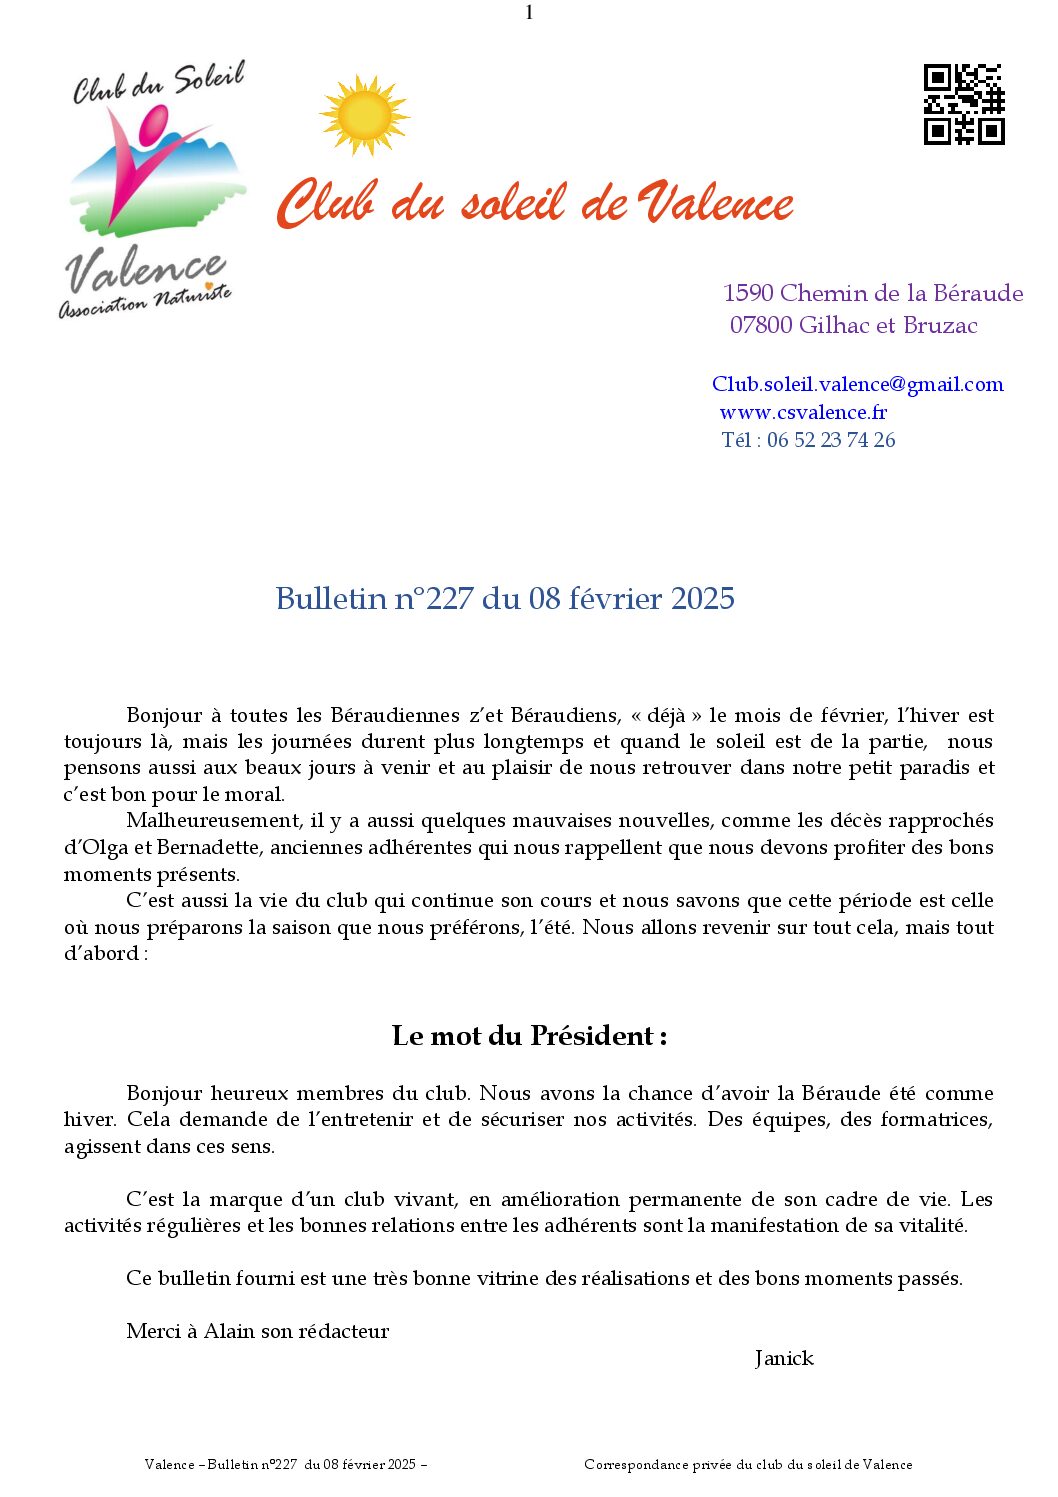 1
Club du Soleil
Valence
Association Naturiste
Club du soleil de Valence
1590 Chemin de la Béraude
07800 Gilhac et Bruzac
Club.soleil.valence@gmail.com
www.csvalence.fr
Tél : 06 52 23 74 26
Bulletin n°227 du 08 février 2025
Bonjour à toutes les Béraudiennes z’et Béraudiens, « déjà » le mois de février, l’hiver est
toujours là, mais les journées durent plus longtemps et quand le soleil est de la partie, nous
pensons aussi aux beaux jours à venir et au plaisir de nous retrouver dans notre petit paradis et
c’est bon pour le moral.
Malheureusement, il y a aussi quelques mauvaises nouvelles, comme les décès rapprochés
d’Olga et Bernadette, anciennes adhérentes qui nous rappellent que nous devons profiter des bons
moments présents.
C’est aussi la vie du club qui continue son cours et nous savons que cette période est celle
où nous préparons la saison que nous préférons, l’été. Nous allons revenir sur tout cela, mais tout
d’abord :
Le mot du Président :
Bonjour heureux membres du club. Nous avons la chance d’avoir la Béraude été comme
hiver. Cela demande de l’entretenir et de sécuriser nos activités. Des équipes, des formatrices,
agissent dans ces sens.
C’est la marque d’un club vivant, en amélioration permanente de son cadre de vie. Les
activités régulières et les bonnes relations entre les adhérents sont la manifestation de sa vitalité.
Ce bulletin fourni est une très bonne vitrine des réalisations et des bons moments passés.
Merci à Alain son rédacteur
Janick
Valence – Bulletin n°227 du 08 février 2025 – Correspondance privée du club du soleil de Valence